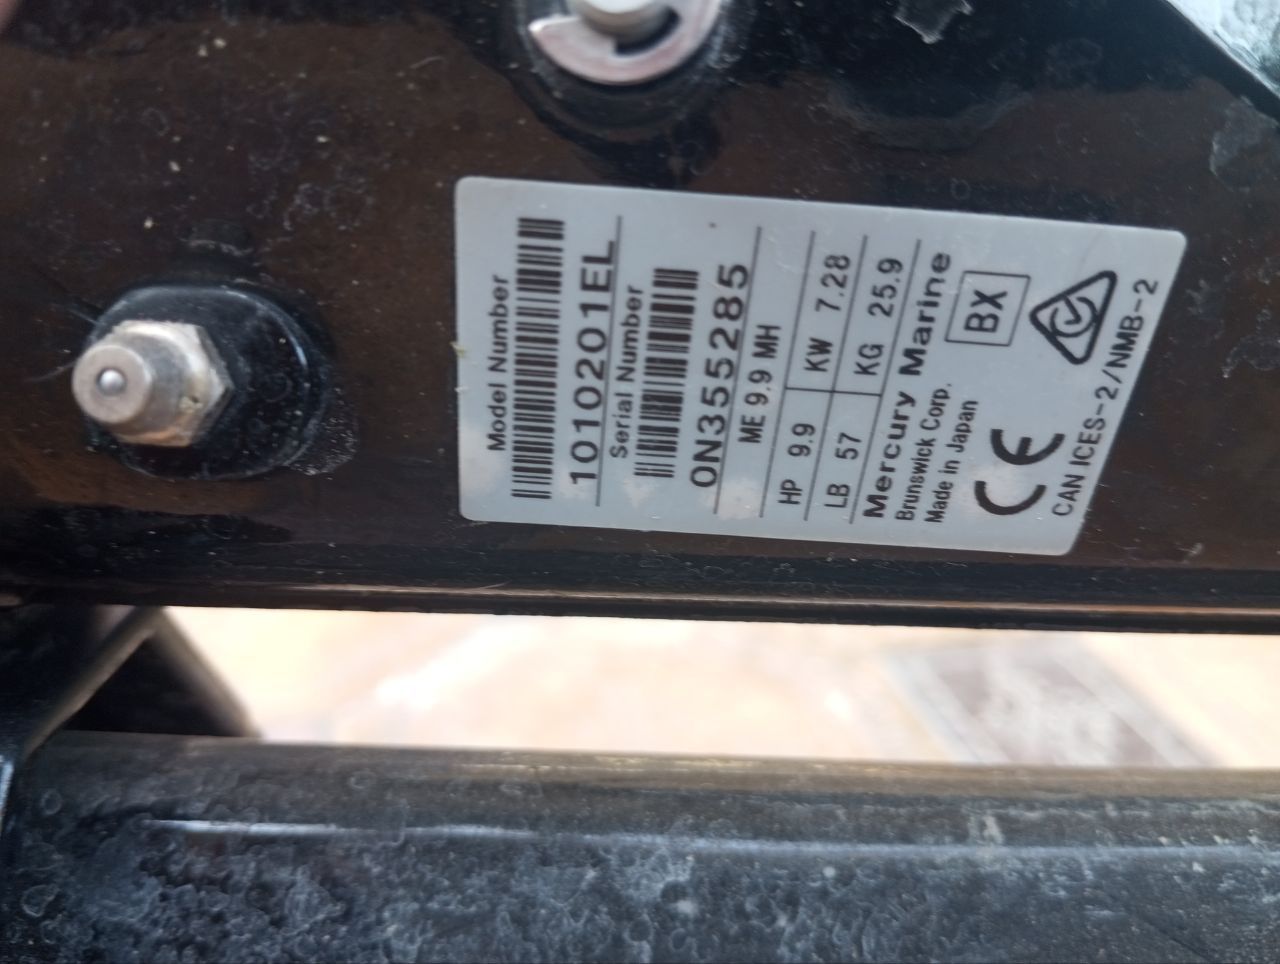 Model Number
1010201EL
Serial Number
0N355285
ME 9.9 MH
HP 9.9 KW 7.28
LB 57 KG 25.9
Mercury Marine
Brunswick Corp.
Made in Japan
BX
CE
CAN ICES-2/NMB-2